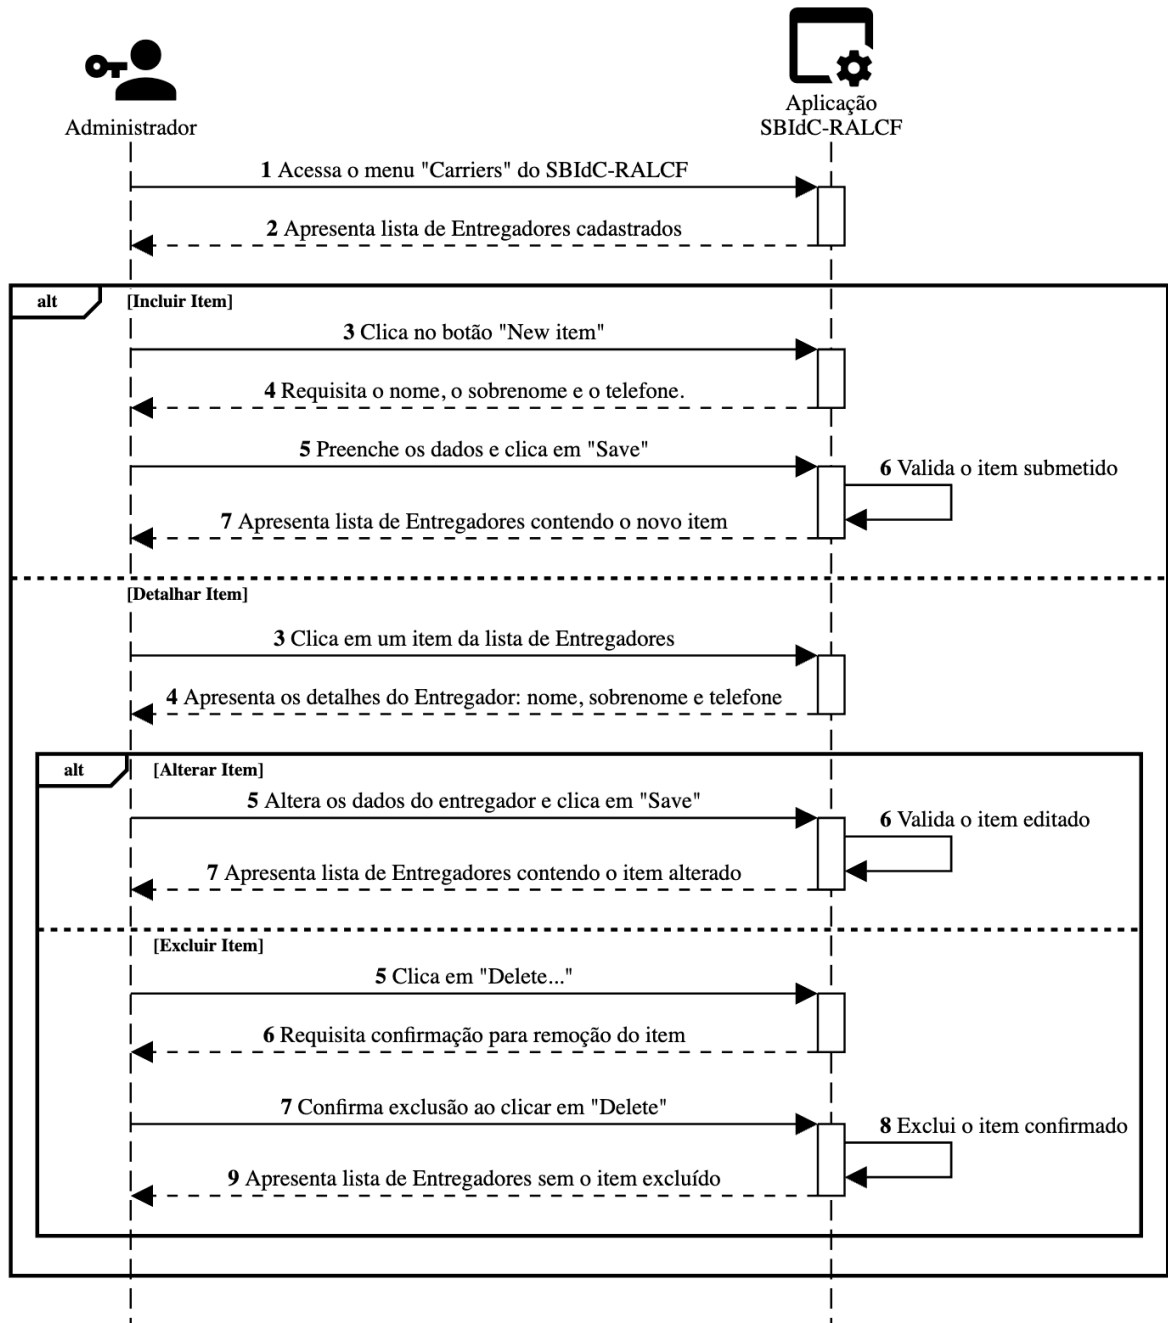 Administrador
Aplicação
SBIdC-RALCF
1 Acessa o menu "Carriers" do SBIdC-RALCF
2 Apresenta lista de Entregadores cadastrados
alt
[Incluir Item]
3 Clica no botão "New item"
4 Requisita o nome, o sobrenome e o telefone.
5 Preenche os dados e clica em "Save"
6 Valida o item submetido
7 Apresenta lista de Entregadores contendo o novo item
[Detalhar Item]
3 Clica em um item da lista de Entregadores
4 Apresenta os detalhes do Entregador: nome, sobrenome e telefone
alt
[Alterar Item]
5 Altera os dados do entregador e clica em "Save"
6 Valida o item editado
7 Apresenta lista de Entregadores contendo o item alterado
[Excluir Item]
5 Clica em "Delete..."
6 Requisita confirmação para remoção do item
7 Confirma exclusão ao clicar em "Delete"
8 Exclui o item confirmado
9 Apresenta lista de Entregadores sem o item excluído